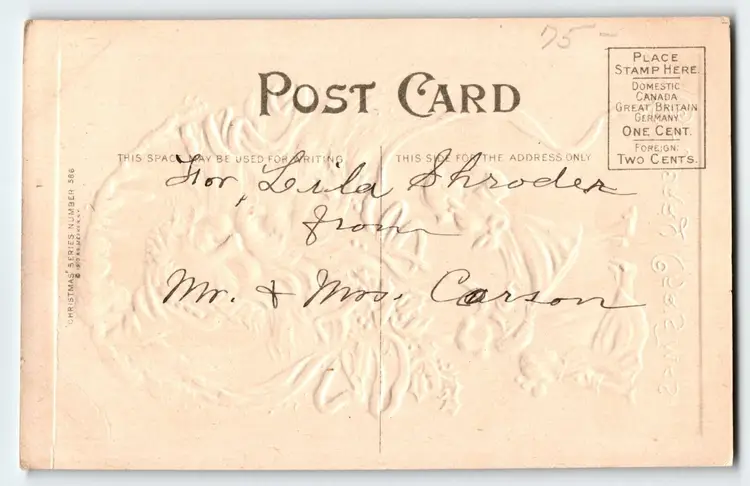 75-
POST CARD
PLACE
STAMP HERE.
DOMESTIC
CANADA
GREAT BRITAIN
GERMANY
ONE CENT.
FOREIGN:
TWO CENTS.
THIS SPACE MAY BE USED FOR WRITING.
THIS SIDE FOR THE ADDRESS ONLY
For, Lula Shroder
from
Mr. & Mrs. Carson
"CHRISTMAS" SERIES NUMBER 386